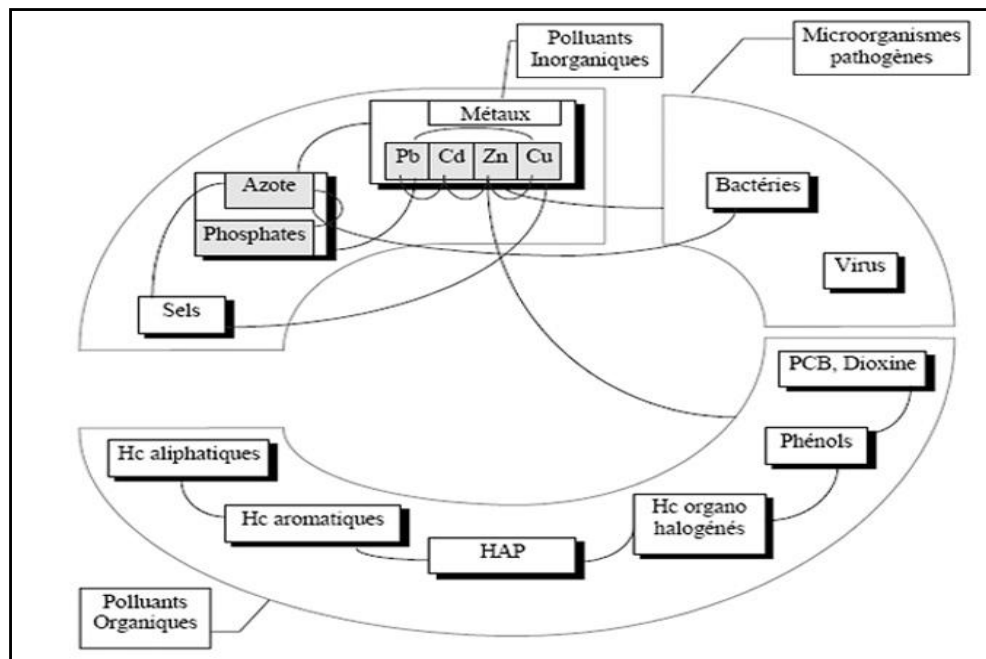 Polluants
Inorganiques
Microorganismes
pathogènes
Métaux
Pb Cd Zn Cu
Azote
Phosphates
Sels
Bactéries
Virus
PCB, Dioxine
Phénols
Hc organo
halogénés
HAP
Hc aromatiques
Hc aliphatiques
Polluants
Organiques